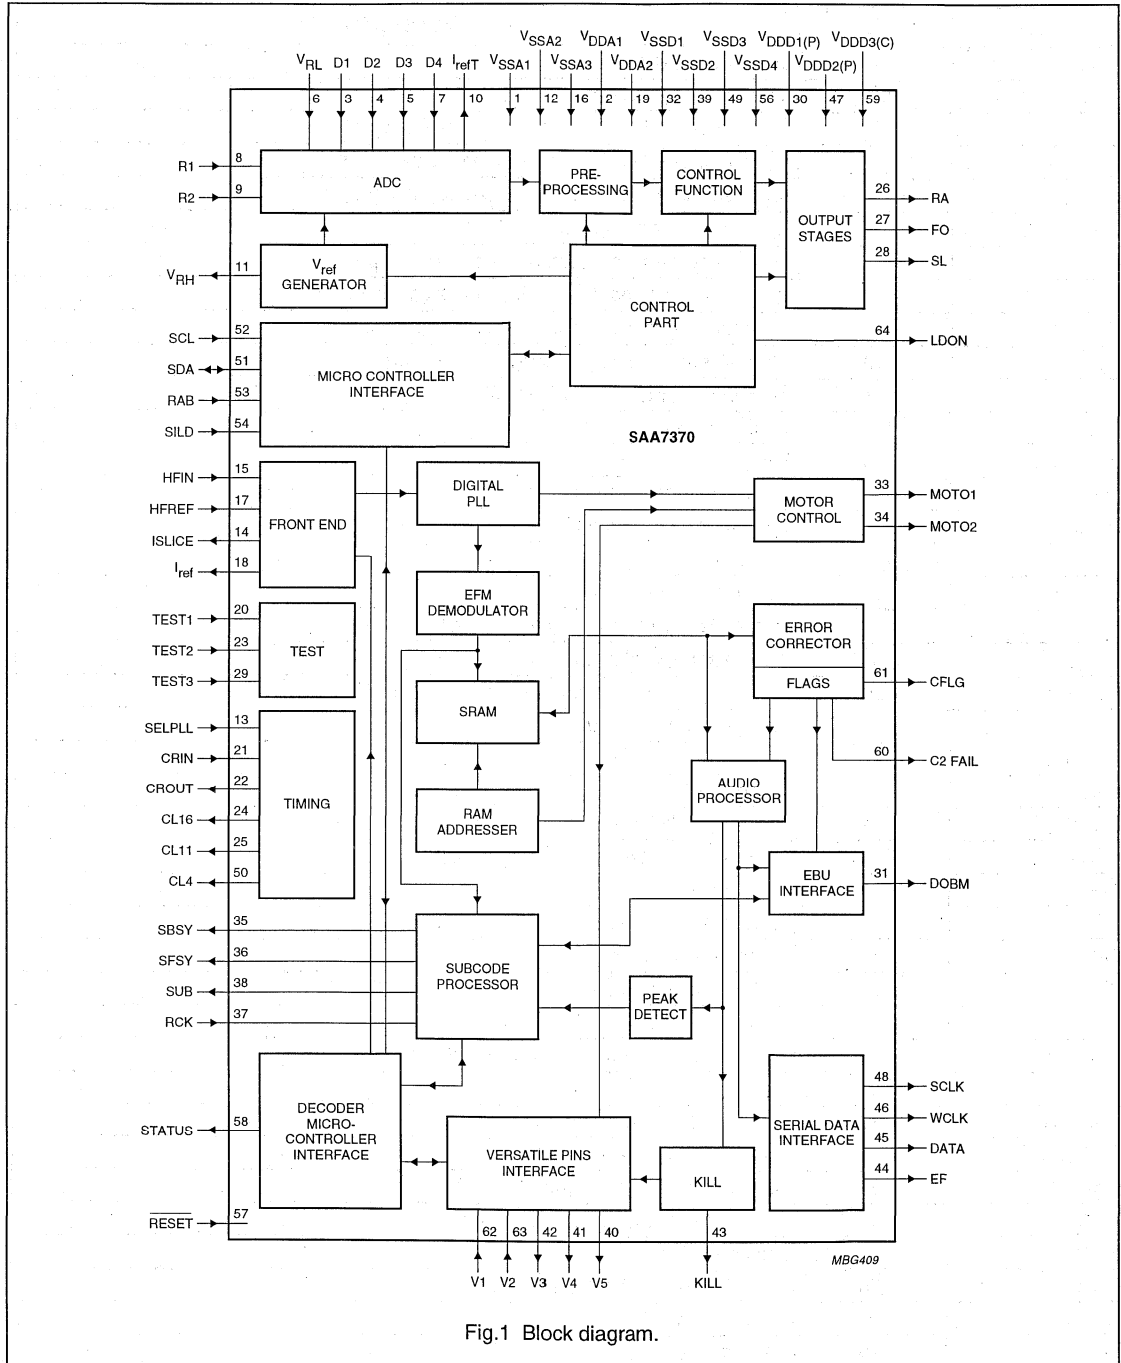 VSSA2 VDDA1 VSSD1 VSSD3 VDDD1(P) VDDD3(C)
VRL D1 D2 D3 D4 IrefT VSSA1 VSSA3 VDDA2 VSSD2 VSSD4 VDDD2(P)
6 3 4 5 7 10 1 12 16 2 19 32 39 49 56 30 47 59
R1 8
R2 9
ADC
PRE-
PROCESSING
CONTROL
FUNCTION
OUTPUT
STAGES
26 RA
27 FO
28 SL
VRH 11
Vref
GENERATOR
CONTROL
PART
64 LDON
SCL 52
SDA 51
RAB 53
SILD 54
MICRO CONTROLLER
INTERFACE
SAA7370
HFIN 15
HFREF 17
ISLICE 14
Iref 18
FRONT END
DIGITAL
PLL
MOTOR
CONTROL
33 MOTO1
34 MOTO2
EFM
DEMODULATOR
TEST1 20
TEST2 23
TEST3 29
TEST
ERROR
CORRECTOR
FLAGS
61 CFLG
60 C2 FAIL
SRAM
SELPLL 13
CRIN 21
CROUT 22
CL16 24
CL11 25
CL4 50
TIMING
RAM
ADDRESSER
AUDIO
PROCESSOR
EBU
INTERFACE
31 DOBM
SBSY 35
SFSY 36
SUB 38
RCK 37
SUBCODE
PROCESSOR
PEAK
DETECT
DECODER
MICRO-
CONTROLLER
INTERFACE
STATUS 58
RESET 57
VERSATILE PINS
INTERFACE
KILL
SERIAL DATA
INTERFACE
48 SCLK
46 WCLK
45 DATA
44 EF
62 63 42 41 40 43
V1 V2 V3 V4 V5 KILL
MBG409
Fig.1 Block diagram.